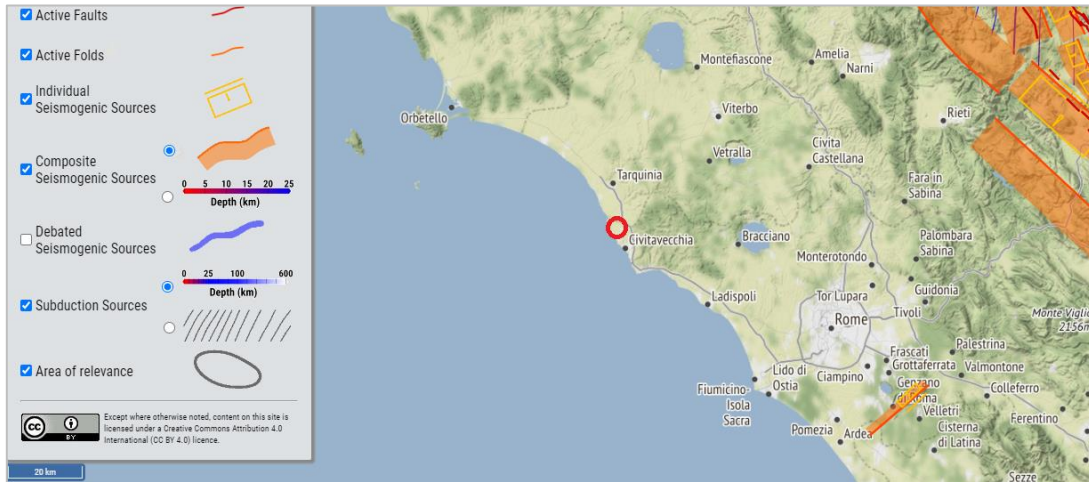 Active Faults
Active Folds
Individual
Seismogenic Sources
Composite
Seismogenic Sources
0 5 10 15 20 25
Depth (km)
Debated
Seismogenic Sources
0 25 100 600
Depth (km)
Subduction Sources
Area of relevance
cc
BY
Except where otherwise noted, content on this site is
licensed under a Creative Commons Attribution 4.0
International (CC BY 4.0) licence.
20 km
Montefiascone
Amelia
Narni
Orbetello
Viterbo
Rieti
Vetralla
Civita
Castellana
Tarquinia
Fara in
Sabina
Civitavecchia
Bracciano
Palombara
Sabina
Monterotondo
Guidonia
Ladispoli
Tor Lupara
Tivoli
Rome
Monte Viglio
2156m
Palestrina
Frascati
Grottaferrata
Valmontone
Lido di
Ostia
Ciampino
Genzano
di Roma
Colleferro
Fiumicino-
Isola
Sacra
Velletri
Ferentino
Pomezia
Ardea
Cisterna
di Latina
Sezze